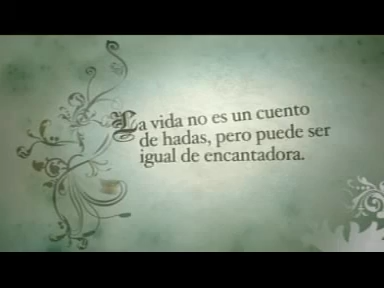 La vida no es un cuento
de hadas, pero puede ser
igual de encantadora.